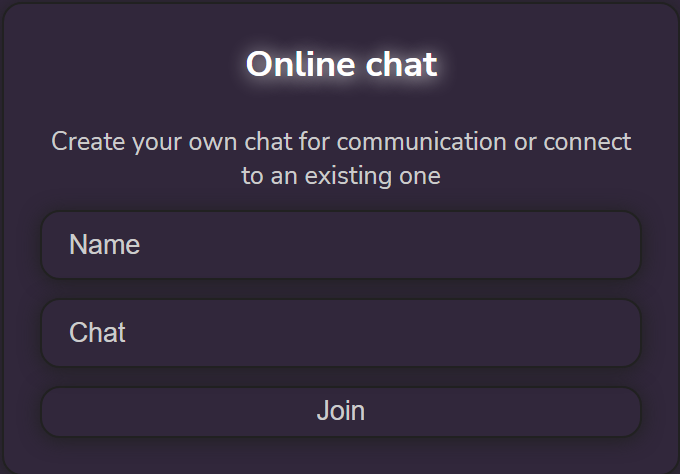 Online chat
Create your own chat for communication or connect
to an existing one
Name
Chat
Join